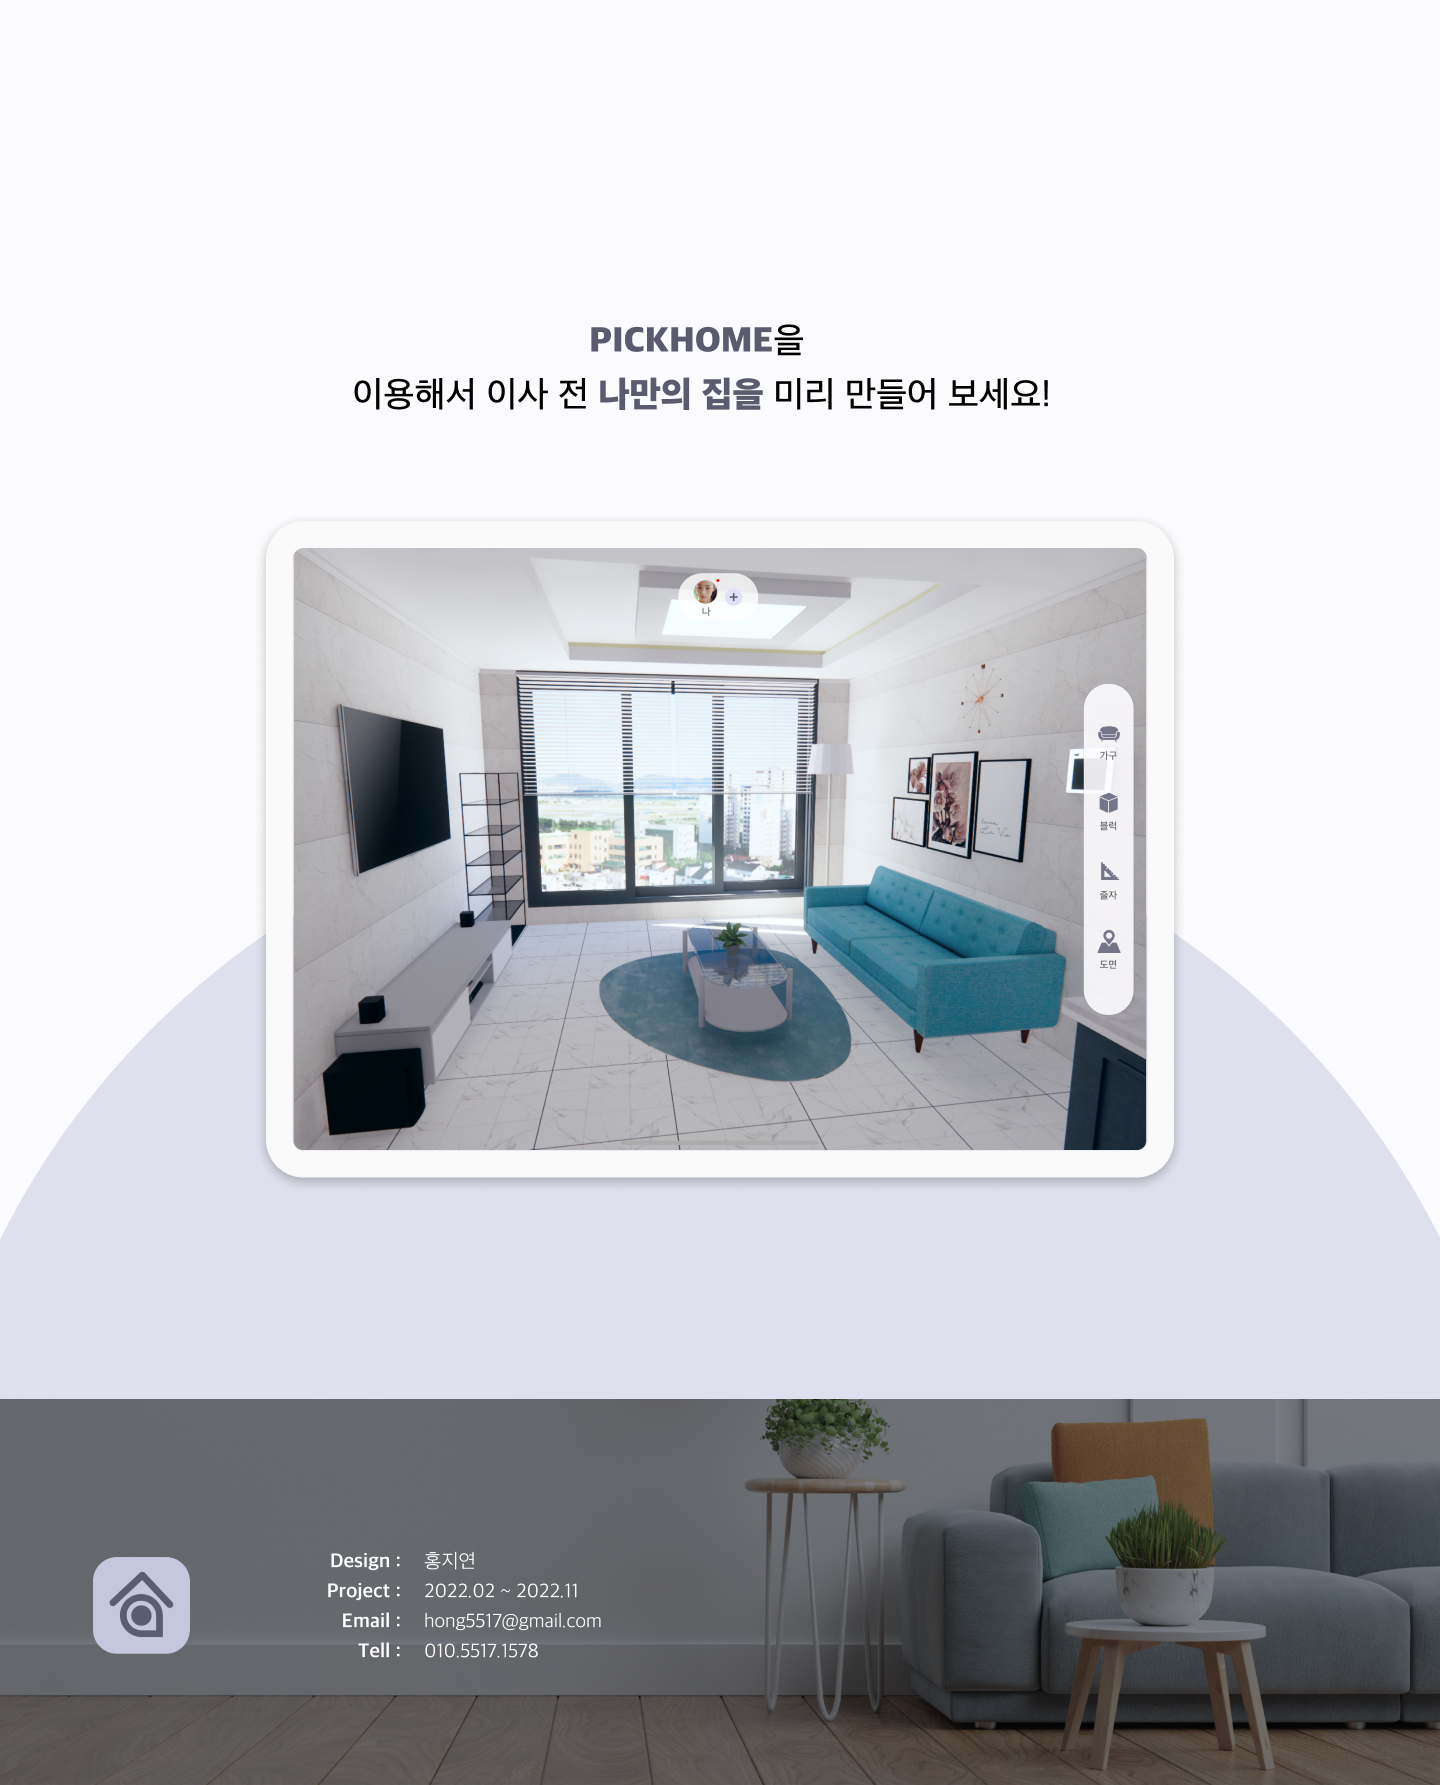 PICKHOME을
이용해서 이사 전 나만의 집을 미리 만들어 보세요!
나
가구
블럭
줄자
도면
Design : 홍지연
Project : 2022.02 ~ 2022.11
Email : hong5517@gmail.com
Tell : 010.5517.1578